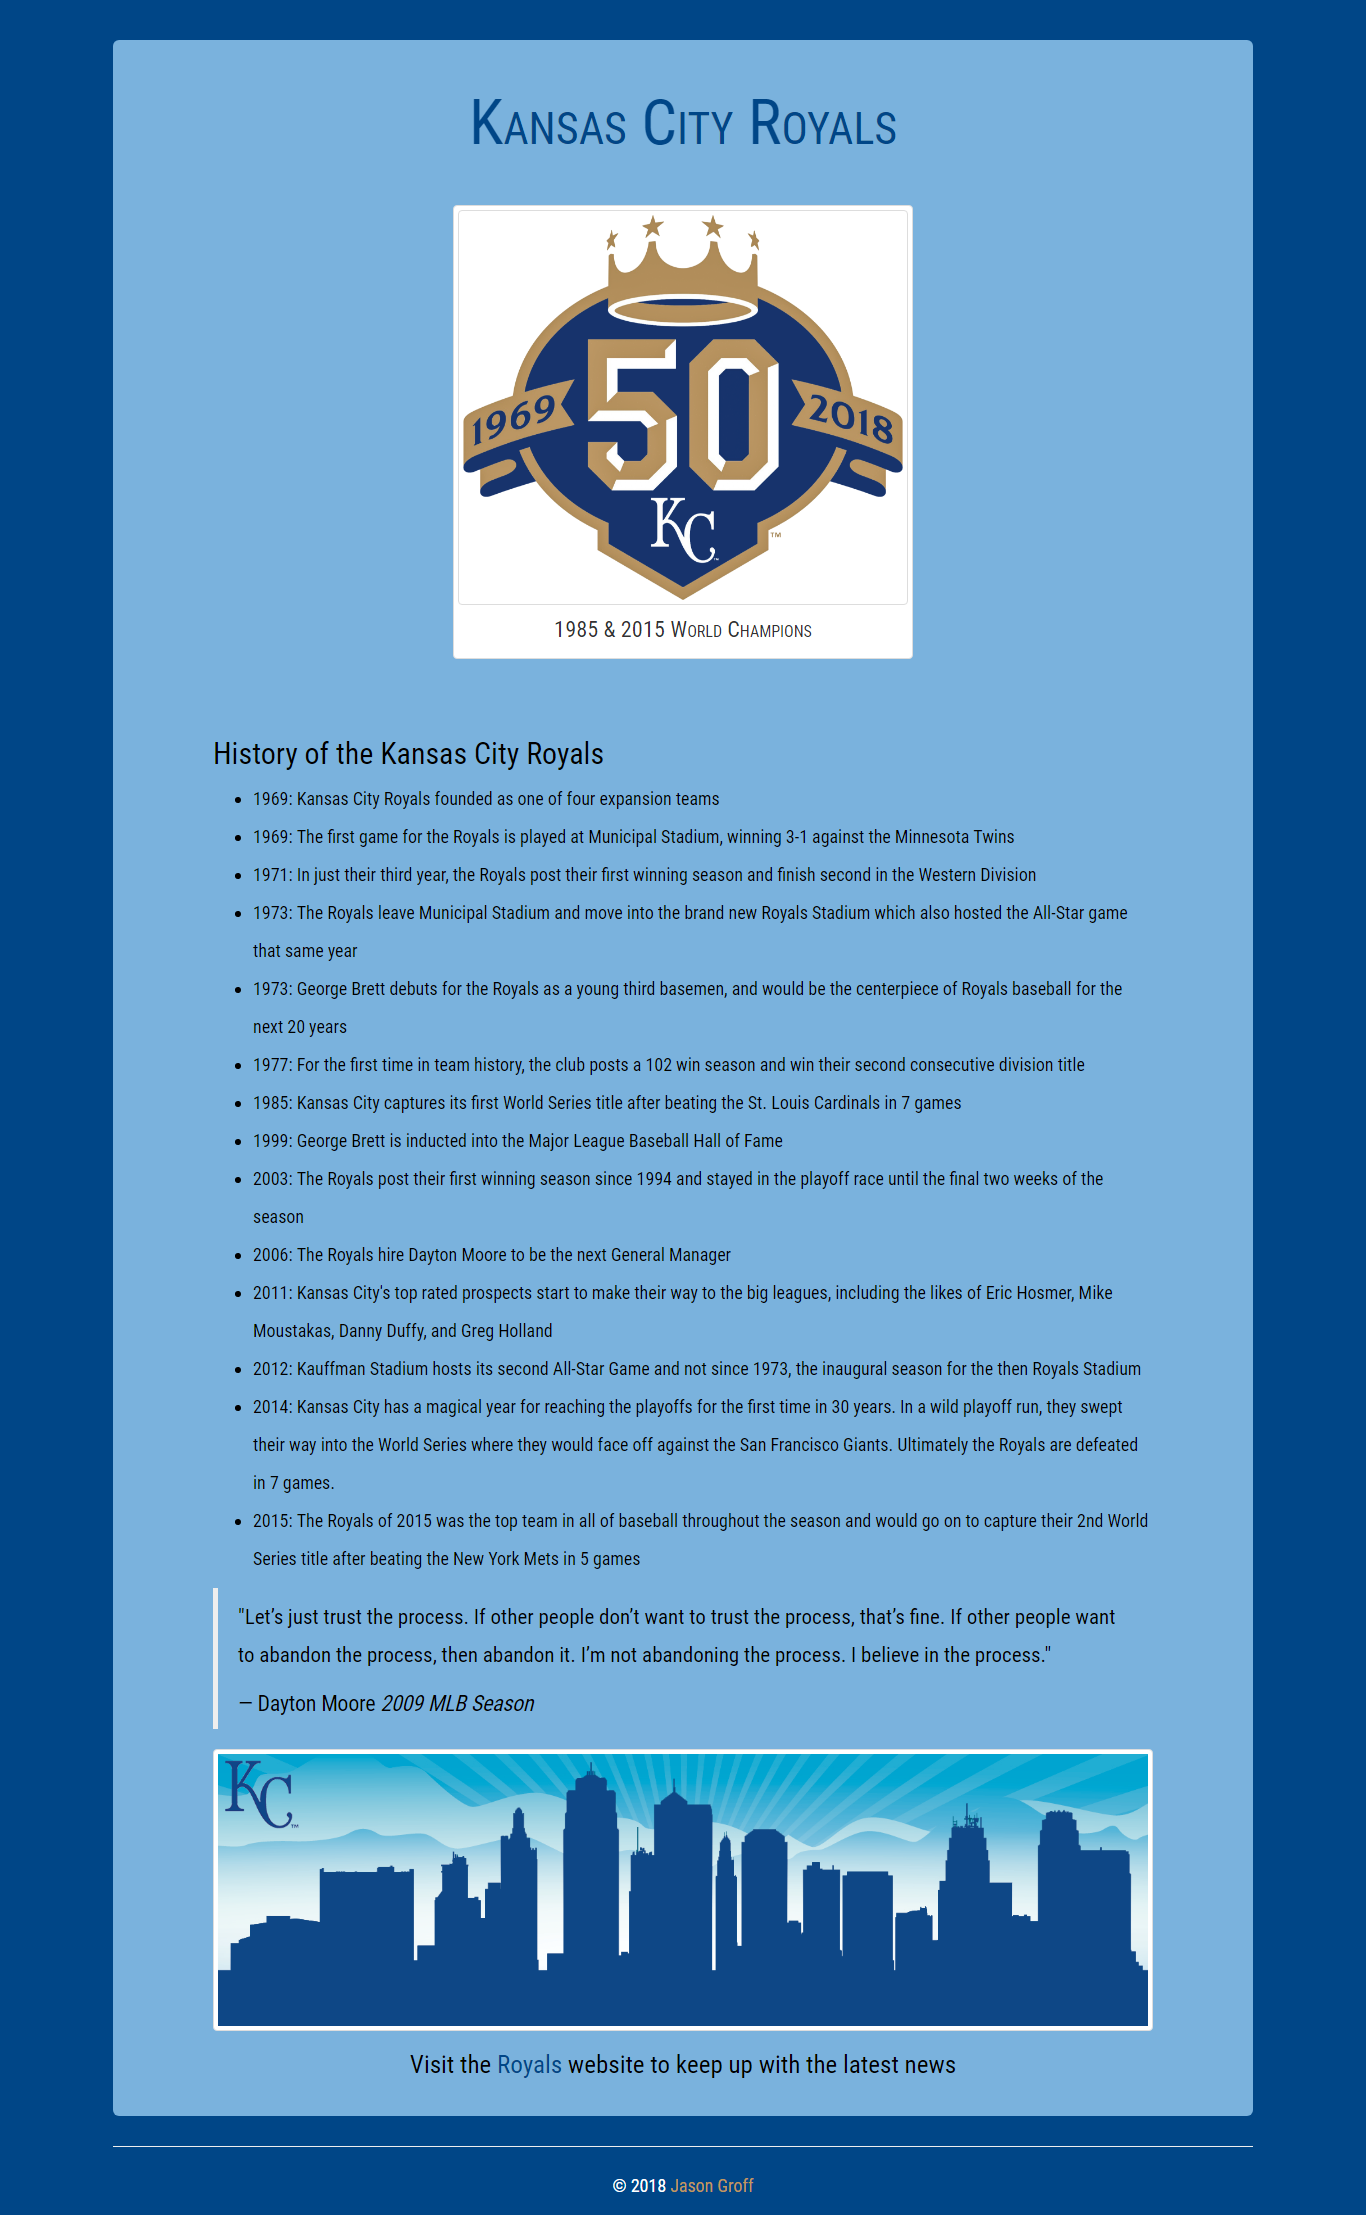 Kansas City Royals
1969
50
2018
KC
™
™
1985 & 2015 World Champions
History of the Kansas City Royals
1969: Kansas City Royals founded as one of four expansion teams
1969: The first game for the Royals is played at Municipal Stadium, winning 3-1 against the Minnesota Twins
1971: In just their third year, the Royals post their first winning season and finish second in the Western Division
1973: The Royals leave Municipal Stadium and move into the brand new Royals Stadium which also hosted the All-Star game
that same year
1973: George Brett debuts for the Royals as a young third basemen, and would be the centerpiece of Royals baseball for the
next 20 years
1977: For the first time in team history, the club posts a 102 win season and win their second consecutive division title
1985: Kansas City captures its first World Series title after beating the St. Louis Cardinals in 7 games
1999: George Brett is inducted into the Major League Baseball Hall of Fame
2003: The Royals post their first winning season since 1994 and stayed in the playoff race until the final two weeks of the
season
2006: The Royals hire Dayton Moore to be the next General Manager
2011: Kansas City's top rated prospects start to make their way to the big leagues, including the likes of Eric Hosmer, Mike
Moustakas, Danny Duffy, and Greg Holland
2012: Kauffman Stadium hosts its second All-Star Game and not since 1973, the inaugural season for the then Royals Stadium
2014: Kansas City has a magical year for reaching the playoffs for the first time in 30 years. In a wild playoff run, they swept
their way into the World Series where they would face off against the San Francisco Giants. Ultimately the Royals are defeated
in 7 games.
2015: The Royals of 2015 was the top team in all of baseball throughout the season and would go on to capture their 2nd World
Series title after beating the New York Mets in 5 games
"Let’s just trust the process. If other people don’t want to trust the process, that’s fine. If other people want
to abandon the process, then abandon it. I’m not abandoning the process. I believe in the process."
— Dayton Moore 2009 MLB Season
KC™
Visit the Royals website to keep up with the latest news
© 2018 Jason Groff